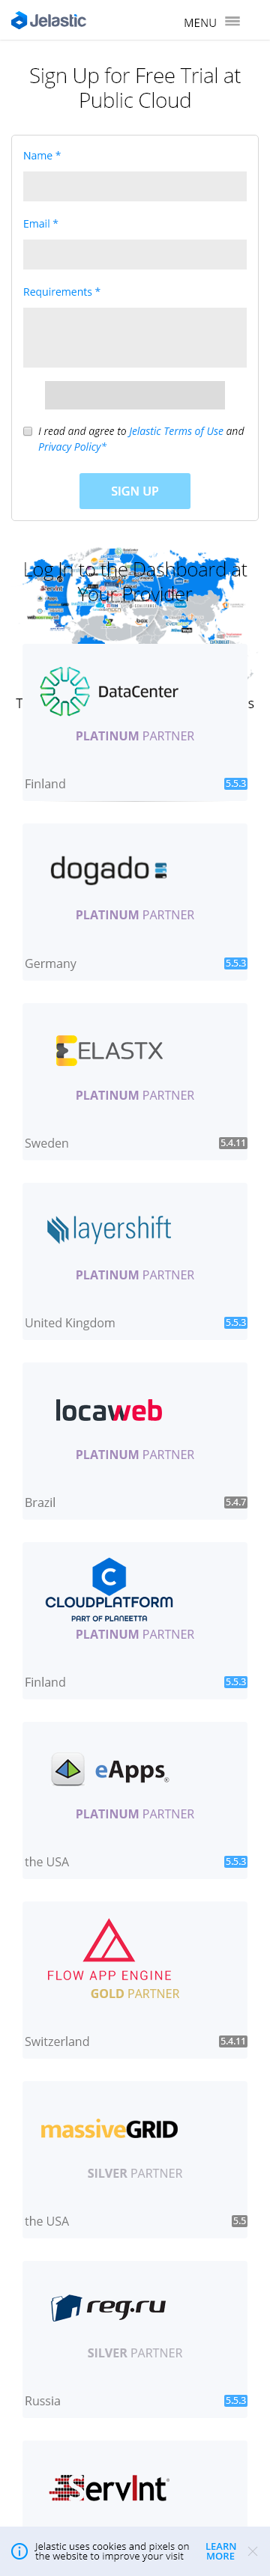 Jelastic
MENU
Sign Up for Free Trial at
Public Cloud
Name *
Email *
Requirements *
I read and agree to Jelastic Terms of Use and
Privacy Policy*
SIGN UP
Log In to the Dashboard at
Your Provider
T
s
DataCenter
PLATINUM PARTNER
Finland
5.5.3
dogado
PLATINUM PARTNER
Germany
5.5.3
ELASTX
PLATINUM PARTNER
Sweden
5.4.11
layershift
PLATINUM PARTNER
United Kingdom
5.5.3
locaweb
PLATINUM PARTNER
Brazil
5.4.7
CLOUDPLATFORM
PART OF PLANEETTA
PLATINUM PARTNER
Finland
5.5.3
eApps®
PLATINUM PARTNER
the USA
5.5.3
FLOW APP ENGINE
GOLD PARTNER
Switzerland
5.4.11
massiveGRID
SILVER PARTNER
the USA
5.5
reg.ru
SILVER PARTNER
Russia
5.5.3
ServInt
Jelastic uses cookies and pixels on
the website to improve your visit
LEARN
MORE